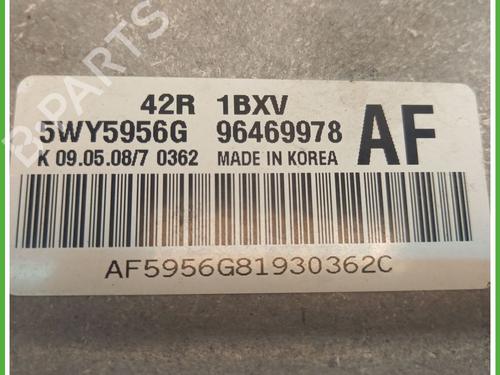 B-PARTS
42R 1BXV
5WY5956G 96469978 AF
K 09.05.08/7 0362 MADE IN KOREA
AF5956G81930362C